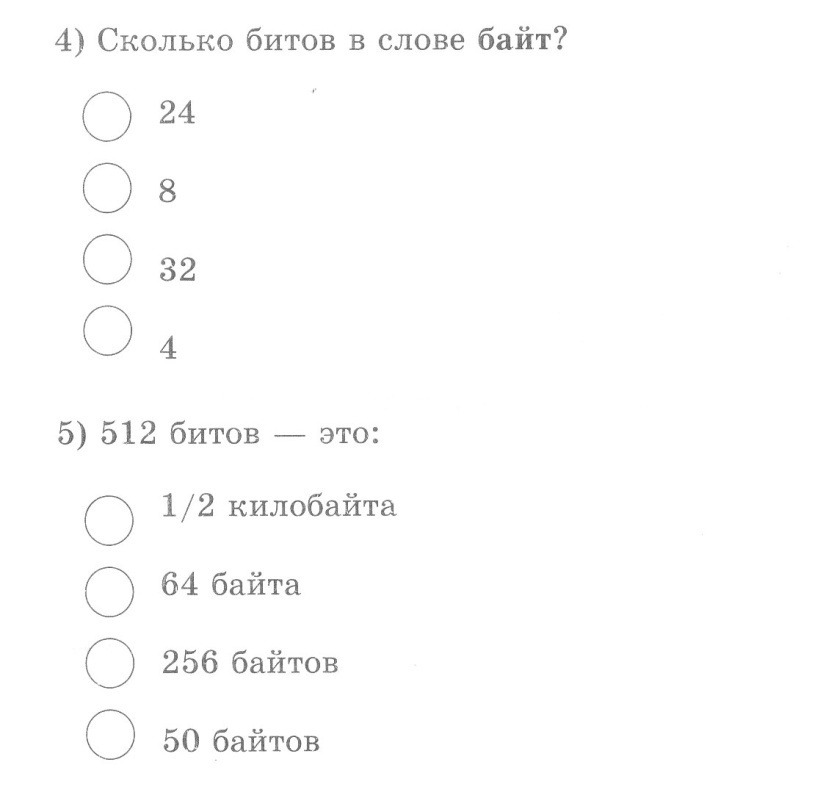 4) Сколько битов в слове байт?
24
8
32
4
5) 512 битов — это:
1/2 килобайта
64 байта
256 байтов
50 байтов